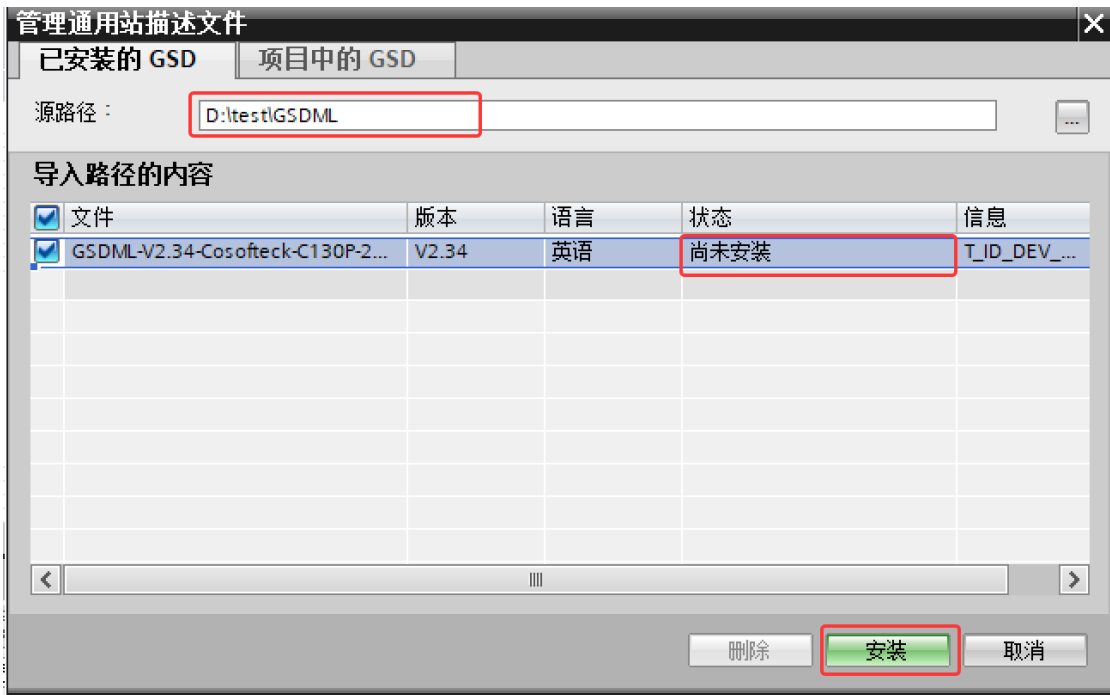 管理通用站描述文件
已安装的 GSD 项目中的 GSD
源路径： D:\test\GSDML ...
导入路径的内容
文件 版本 语言 状态 信息
GSDML-V2.34-Cosofteck-C130P-2... V2.34 英语 尚未安装 T_ID_DEV_...
删除 安装 取消